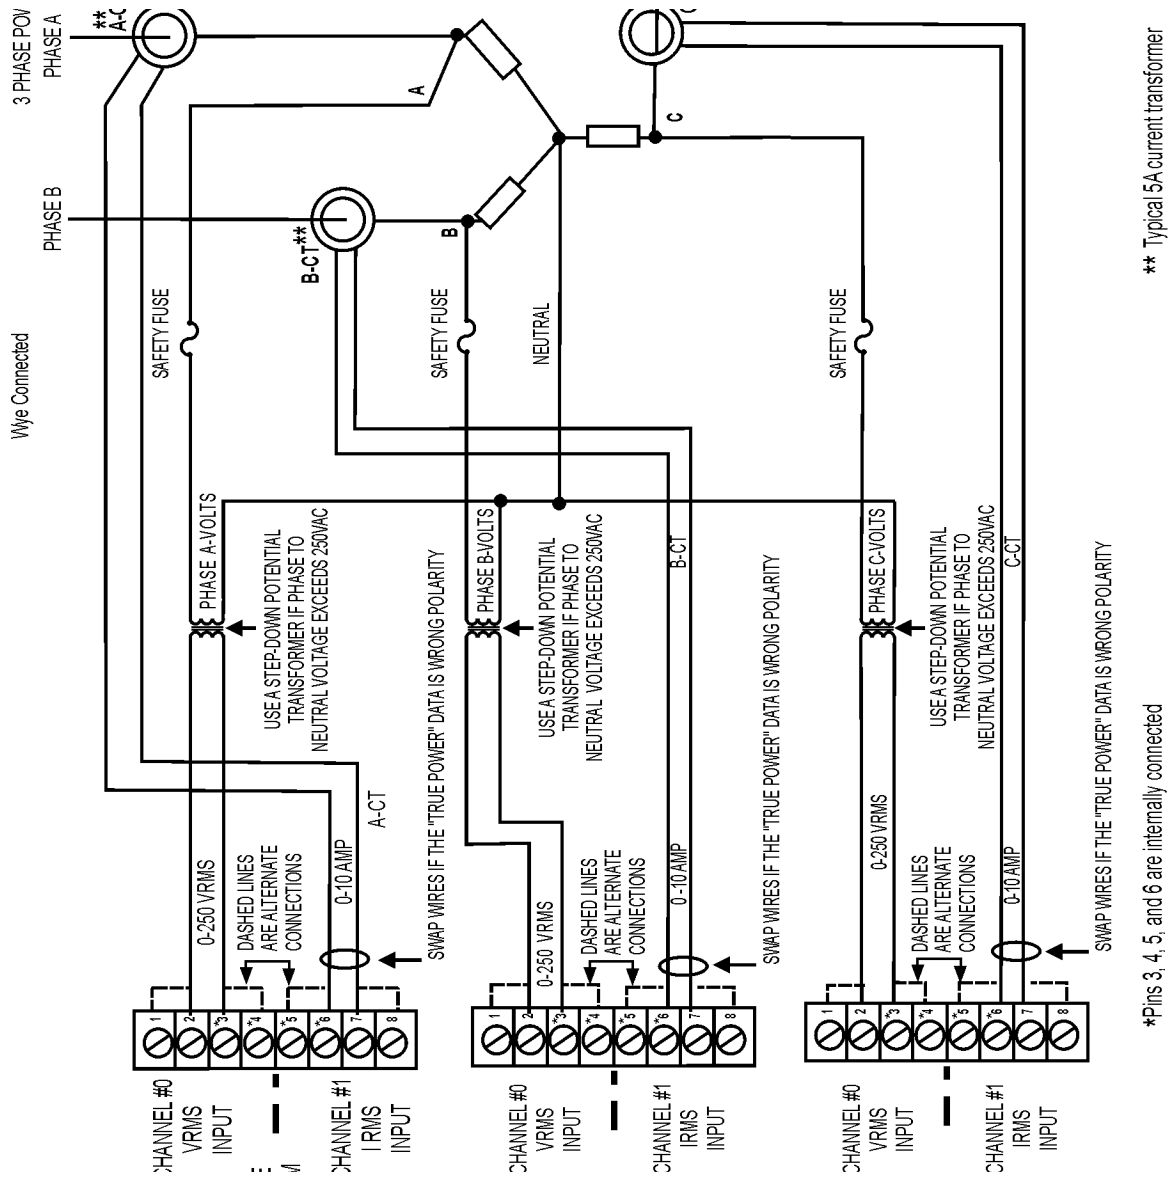 3 PHASE POW
PHASE A
**
A-C
A
C
PHASE B
B-CT**
B
** Typical 5A current transformer
Wye Connected
SAFETY FUSE
SAFETY FUSE
NEUTRAL
SAFETY FUSE
PHASE A-VOLTS
USE A STEP-DOWN POTENTIAL
TRANSFORMER IF PHASE TO
NEUTRAL VOLTAGE EXCEEDS 250VAC
PHASE B-VOLTS
USE A STEP-DOWN POTENTIAL
TRANSFORMER IF PHASE TO
NEUTRAL VOLTAGE EXCEEDS 250VAC
B-CT
PHASE C-VOLTS
USE A STEP-DOWN POTENTIAL
TRANSFORMER IF PHASE TO
NEUTRAL VOLTAGE EXCEEDS 250VAC
C-CT
A-CT
0-250 VRMS
DASHED LINES
ARE ALTERNATE
CONNECTIONS
0-10 AMP
SWAP WIRES IF THE "TRUE POWER" DATA IS WRONG POLARITY
0-250 VRMS
DASHED LINES
ARE ALTERNATE
CONNECTIONS
0-10 AMP
SWAP WIRES IF THE "TRUE POWER" DATA IS WRONG POLARITY
0-250 VRMS
DASHED LINES
ARE ALTERNATE
CONNECTIONS
0-10 AMP
SWAP WIRES IF THE "TRUE POWER" DATA IS WRONG POLARITY
1 2 *3 *4 *5 *6 7 8
1 2 *3 *4 *5 *6 7 8
1 2 *3 *4 *5 *6 7 8
CHANNEL #0
VRMS
INPUT
CHANNEL #1
IRMS
INPUT
CHANNEL #0
VRMS
INPUT
CHANNEL #1
IRMS
INPUT
CHANNEL #0
VRMS
INPUT
CHANNEL #1
IRMS
INPUT
*Pins 3, 4, 5, and 6 are internally connected